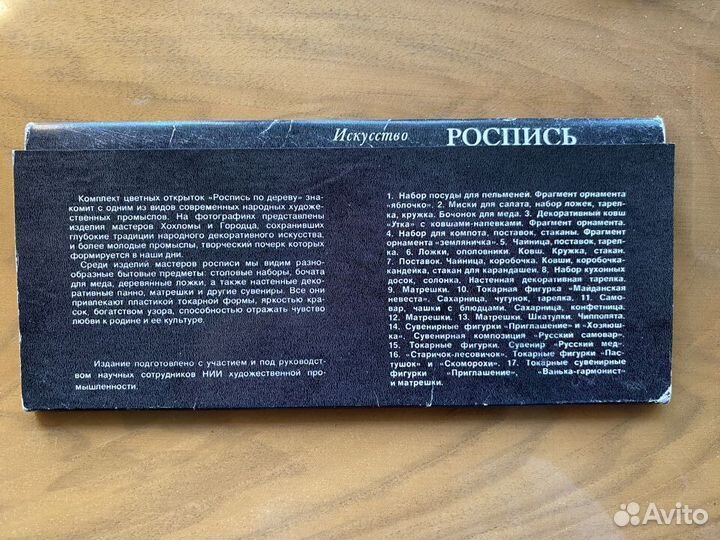 Искусство РОСПИСЬ
Комплект цветных открыток «Роспись по дереву» зна-
комит с одним из видов современных народных художе-
ственных промыслов. На фотографиях представлены
изделия мастеров Хохломы и Городца, сохранивших
глубокие традиции народного декоративного искусства,
и более молодые промыслы, творческий почерк которых
формируется в наши дни.
Среди изделий мастеров росписи мы видим разно-
образные бытовые предметы: столовые наборы, бочата
для меда, деревянные ложки, а также настенные деко-
ративные панно, матрешки и другие сувениры. Все они
привлекают пластикой токарной формы, яркостью кра-
сок, богатством узора, способностью отражать чувство
любви к родине и ее культуре.
Издание подготовлено с участием и под руководст-
вом научных сотрудников НИИ художественной про-
мышленности.
1. Набор посуды для пельменей. Фрагмент орнамента
«яблочко». 2. Миски для салата, набор ложек, тарел-
ка, кружка. Бочонок для меда. 3. Декоративный ковш
«Утка» с ковшами-налевками. Фрагмент орнамента.
4. Набор для компота, поставок, стаканы. Фрагмент
орнамента «земляничка». 5. Чайница, поставок, тарел-
ка. 6. Ложки, ополовники. Ковш. Кружка, стакан.
7. Поставок. Чайница, коробочка. Ковши, коробочка-
кандейка, стакан для карандашей. 8. Набор кухонных
досок, солонка. Настенная декоративная тарелка.
9. Матрешки. 10. Токарная фигурка «Майданская
невеста». Сахарница, чугунок, тарелка. 11. Само-
вар, чашки с блюдцами. Сахарница, конфетница.
12. Матрешки. 13. Матрешки. Шкатулки. Чипполята.
14. Сувенирные фигурки «Приглашение» и «Хозяюш-
ка». Сувенирная композиция «Русский самовар».
15. Токарные фигурки. Сувенир «Русский мед».
16. «Старичок-лесовичок». Токарные фигурки «Пас-
тушок» и «Скоморохи». 17. Токарные сувенирные
фигурки «Приглашение», «Ванька-гармонист»
и матрешки.
Avito